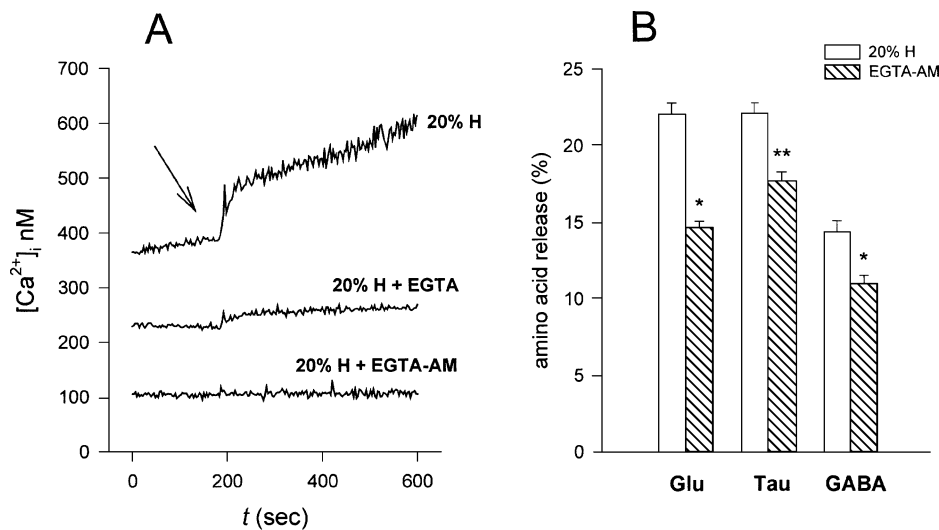 A
700
600
500
400
300
200
100
0
[Ca2+]i nM
20% H
20% H + EGTA
20% H + EGTA-AM
0
200
400
600
t (sec)
B
20% H
EGTA-AM
25
20
15
10
5
0
amino acid release (%)
*
**
*
Glu
Tau
GABA